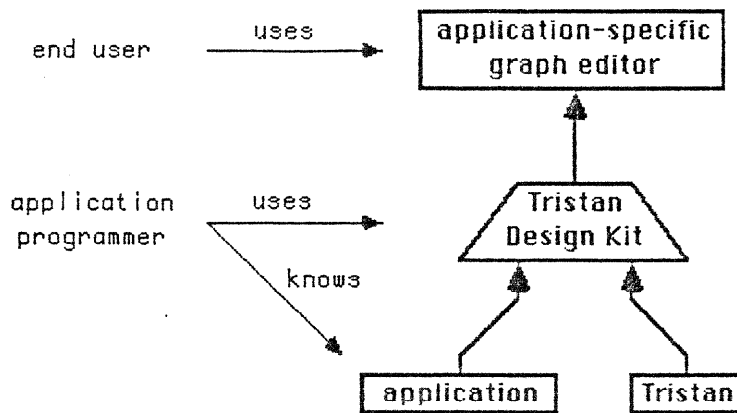 uses
end user
application-specific
graph editor
application
programmer
uses
Tristan
Design Kit
knows
application
Tristan